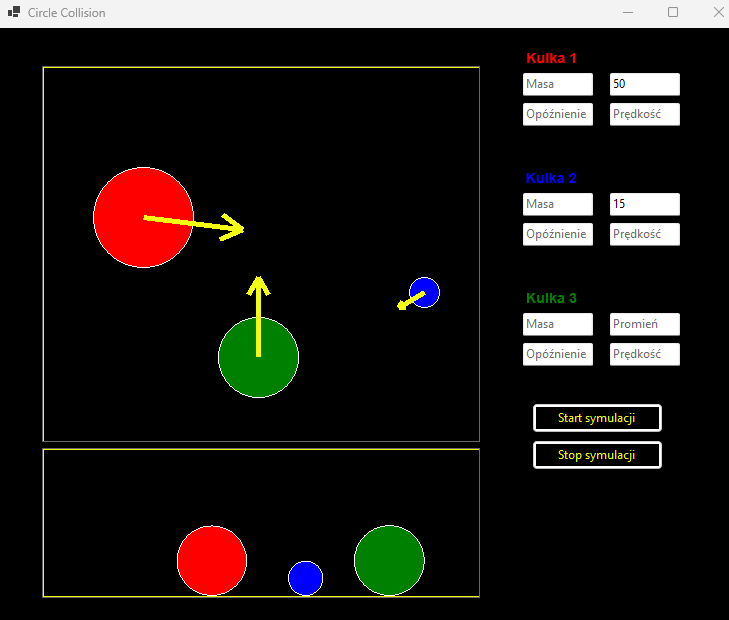 Circle Collision
Kulka 1
Masa 50
Opóźnienie Prędkość
Kulka 2
Masa 15
Opóźnienie Prędkość
Kulka 3
Masa Promień
Opóźnienie Prędkość
Start symulacji
Stop symulacji